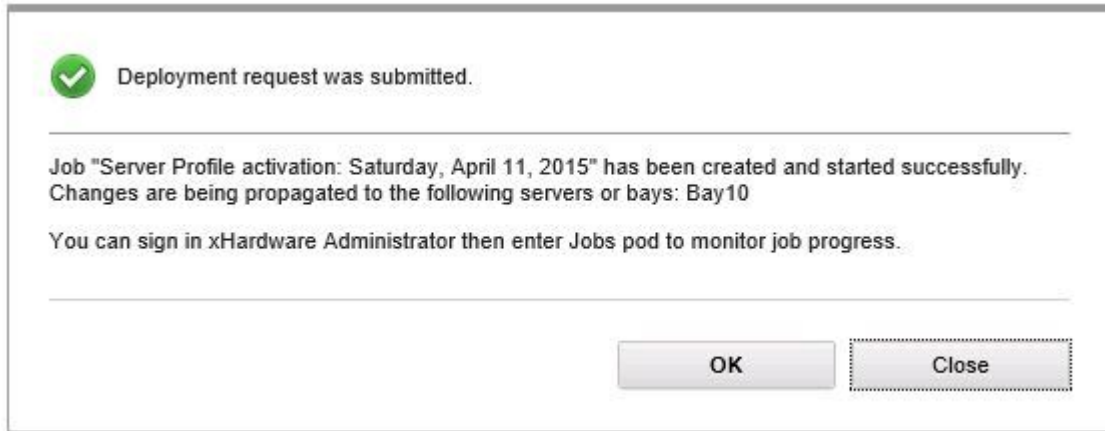 Deployment request was submitted.
Job "Server Profile activation: Saturday, April 11, 2015" has been created and started successfully.
Changes are being propagated to the following servers or bays: Bay10
You can sign in xHardware Administrator then enter Jobs pod to monitor job progress.
OK
Close